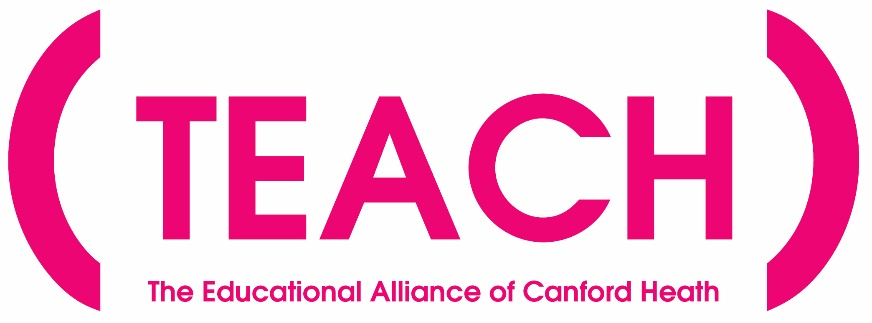 (TEACH)
The Educational Alliance of Canford Heath